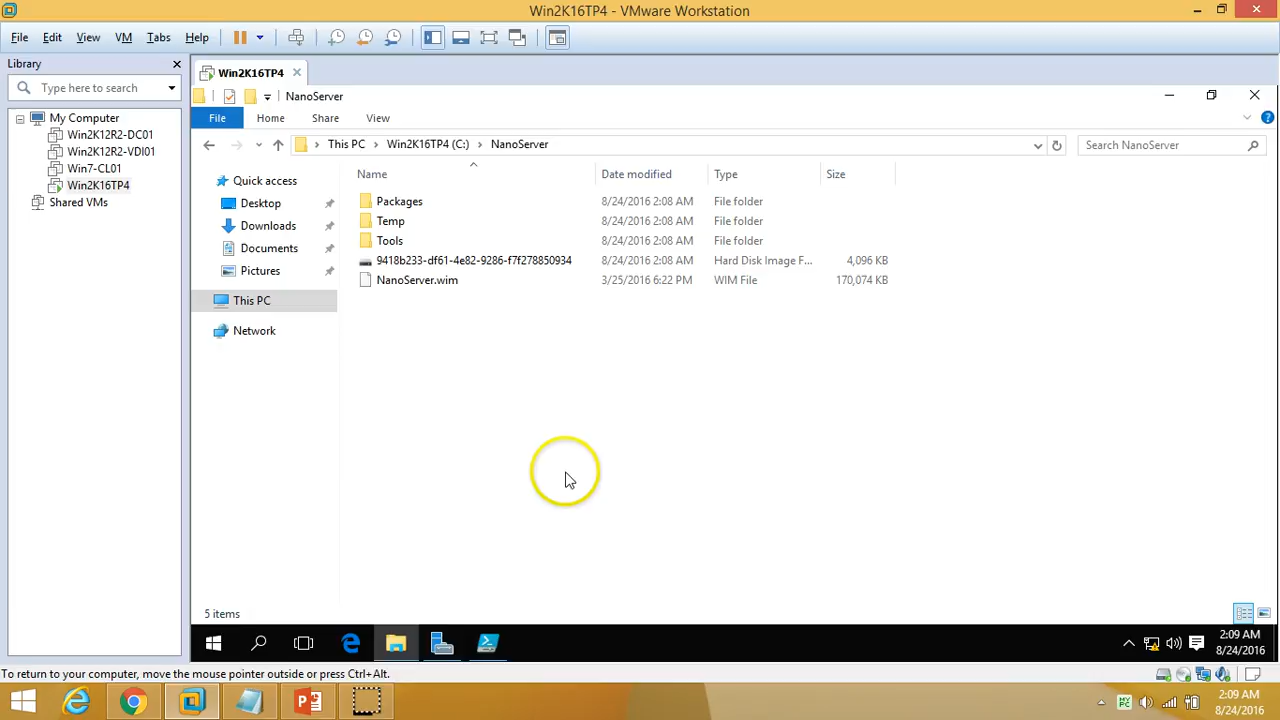 Win2K16TP4 - VMware Workstation
File Edit View VM Tabs Help
Library
Type here to search
My Computer
Win2K12R2-DC01
Win2K12R2-VDI01
Win7-CL01
Win2K16TP4
Shared VMs
Win2K16TP4
NanoServer
File Home Share View
This PC Win2K16TP4 (C:) NanoServer
Search NanoServer
Quick access
Desktop
Downloads
Documents
Pictures
This PC
Network
Name Date modified Type Size
Packages 8/24/2016 2:08 AM File folder
Temp 8/24/2016 2:08 AM File folder
Tools 8/24/2016 2:08 AM File folder
9418b233-df61-4e82-9286-f7f278850934 8/24/2016 2:08 AM Hard Disk Image F... 4,096 KB
NanoServer.wim 3/25/2016 6:22 PM WIM File 170,074 KB
5 items
2:09 AM
8/24/2016
To return to your computer, move the mouse pointer outside or press Ctrl+Alt.
2:09 AM
8/24/2016